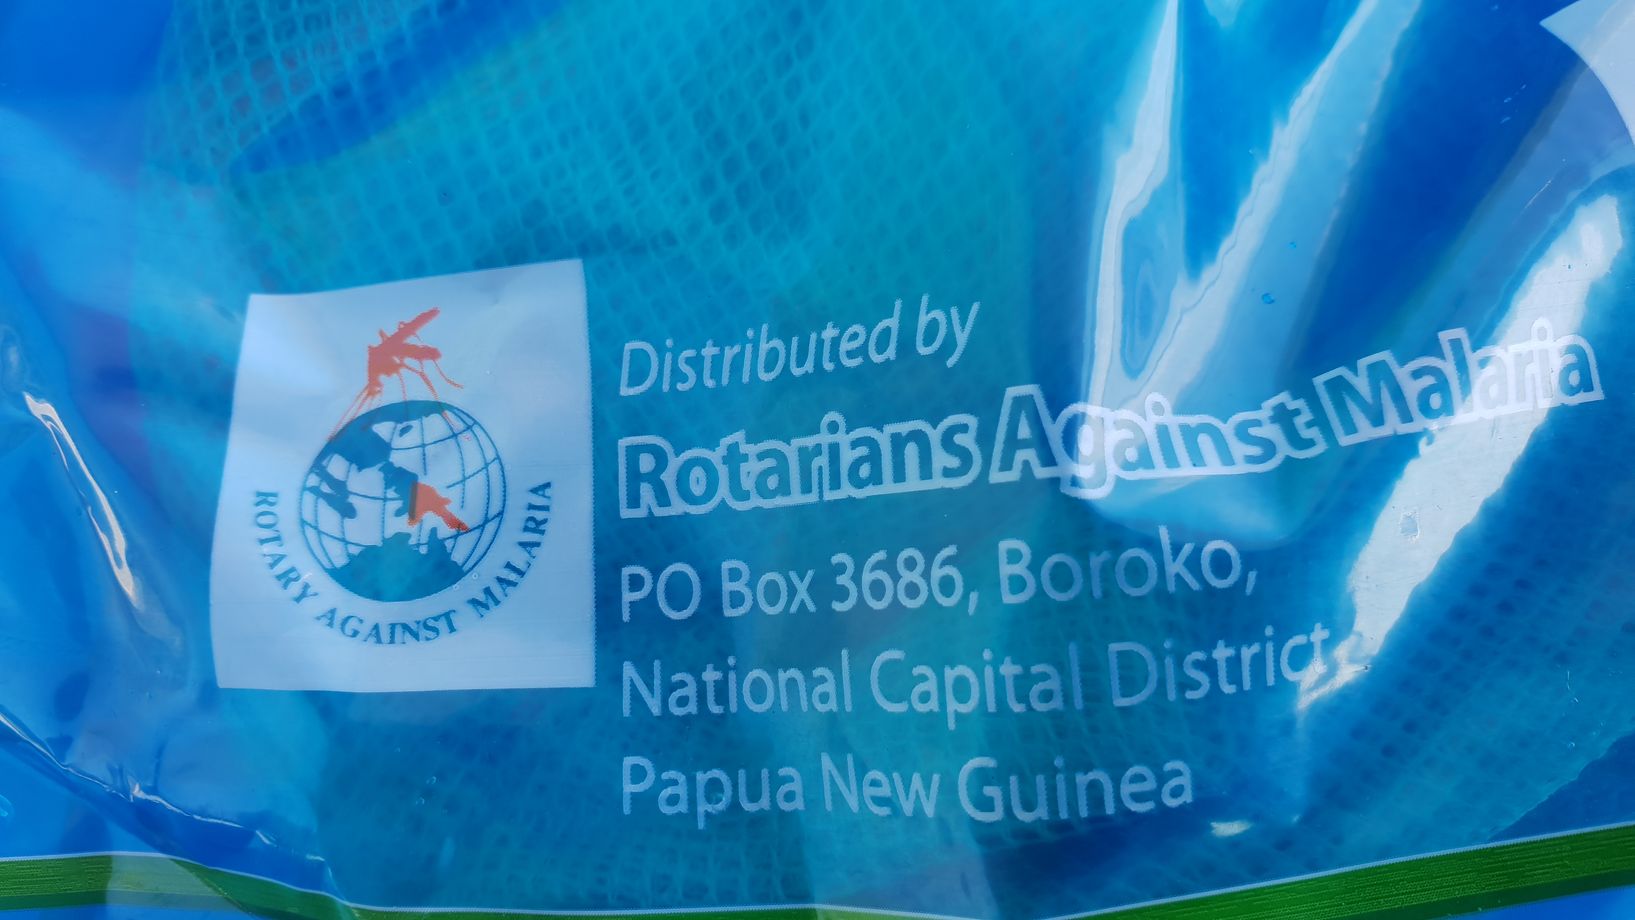 ROTARY AGAINST MALARIA
Distributed by
Rotarians Against Malaria
PO Box 3686, Boroko,
National Capital District,
Papua New Guinea